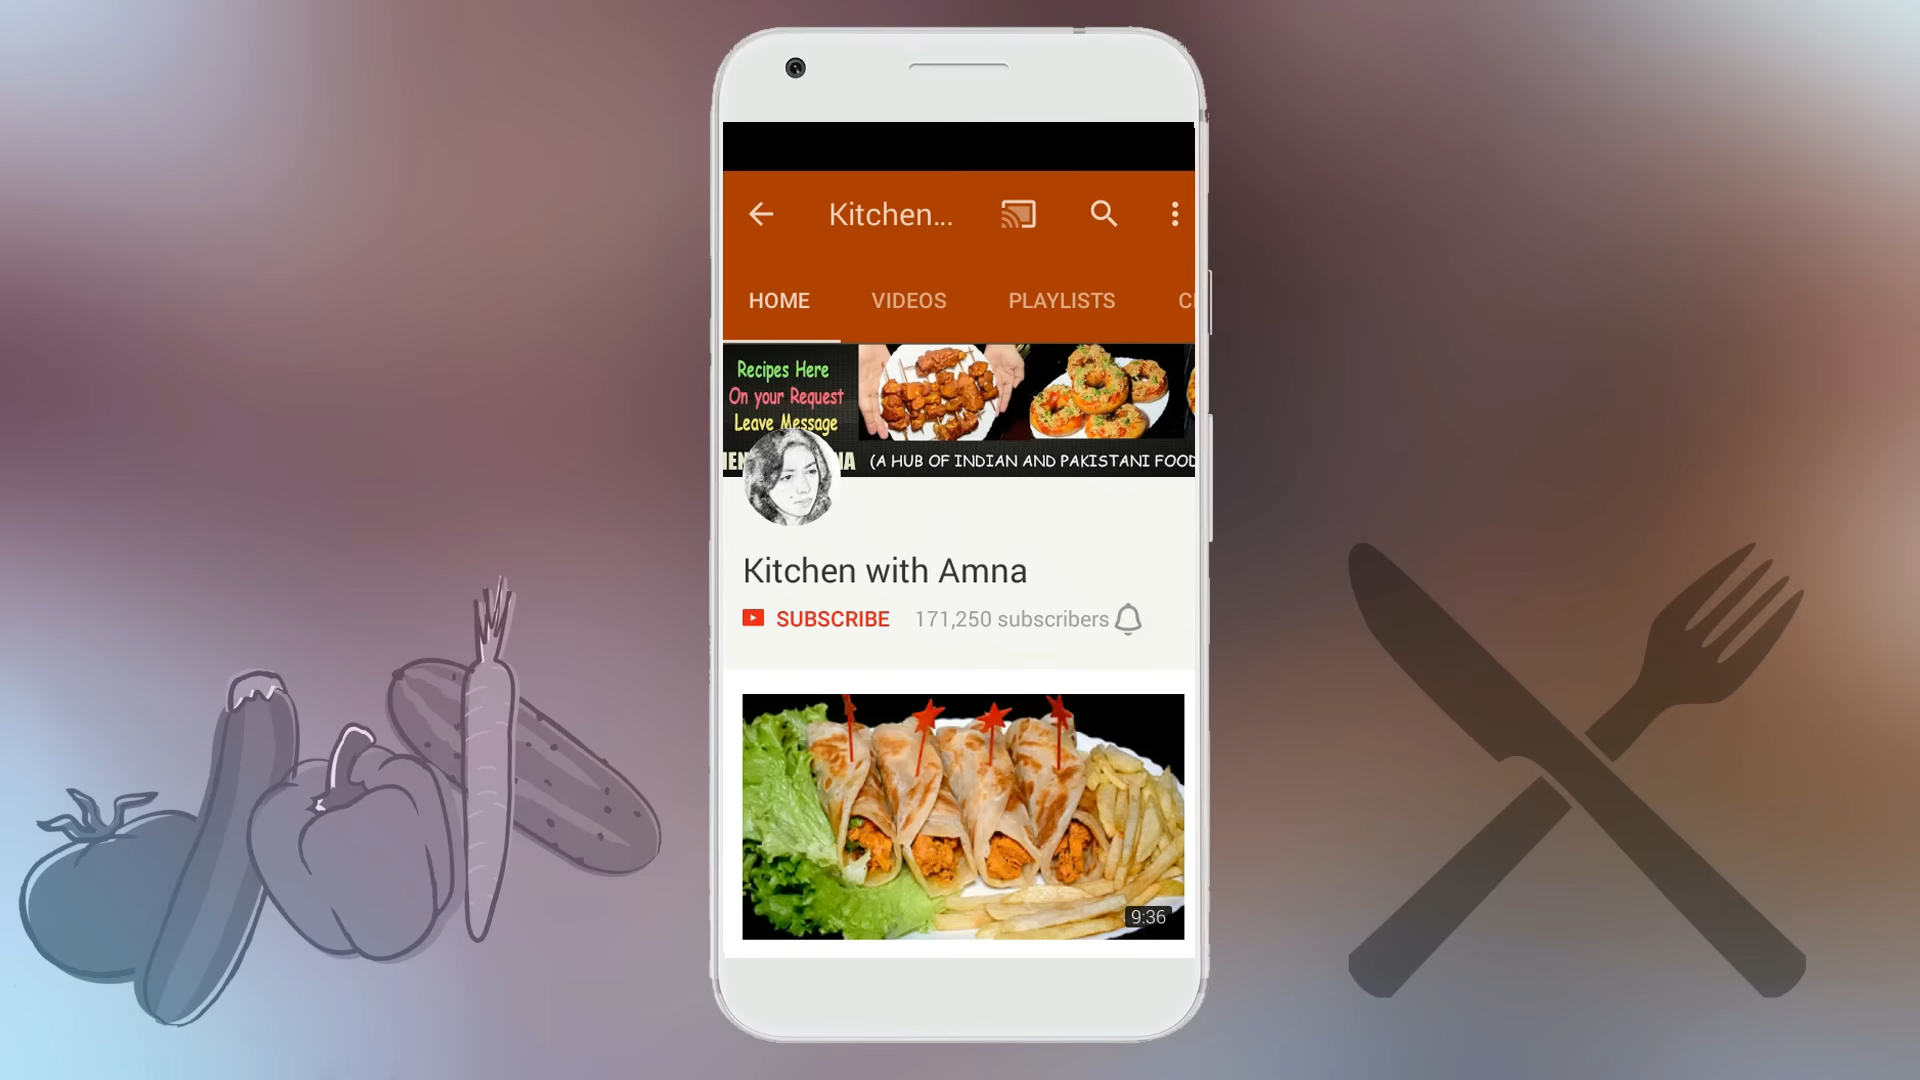 Kitchen...
HOME VIDEOS PLAYLISTS
Recipes Here
On your Request
Leave Message
(A HUB OF INDIAN AND PAKISTANI FOOD
Kitchen with Amna
SUBSCRIBE 171,250 subscribers
9:36